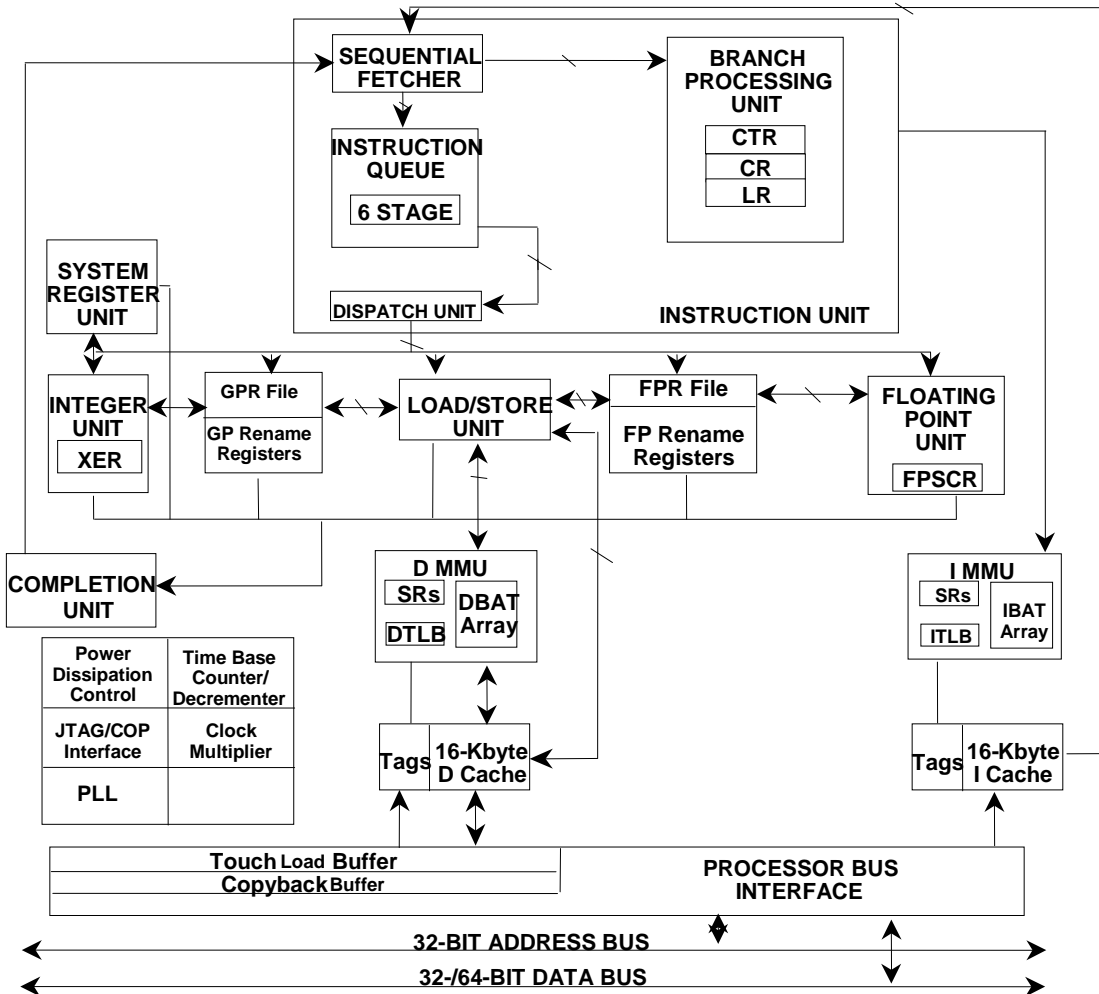 SEQUENTIAL
FETCHER
BRANCH
PROCESSING
UNIT
CTR
CR
LR
INSTRUCTION
QUEUE
6 STAGE
SYSTEM
REGISTER
UNIT
DISPATCH UNIT
INSTRUCTION UNIT
INTEGER
UNIT
XER
GPR File
GP Rename
Registers
LOAD/STORE
UNIT
FPR File
FP Rename
Registers
FLOATING
POINT
UNIT
FPSCR
COMPLETION
UNIT
D MMU
SRs
DTLB
DBAT
Array
I MMU
SRs
ITLB
IBAT
Array
Power
Dissipation
Control
Time Base
Counter/
Decrementer
JTAG/COP
Interface
Clock
Multiplier
PLL
Tags
16-Kbyte
D Cache
Tags
16-Kbyte
I Cache
Touch Load Buffer
Copyback Buffer
PROCESSOR BUS
INTERFACE
32-BIT ADDRESS BUS
32-/64-BIT DATA BUS